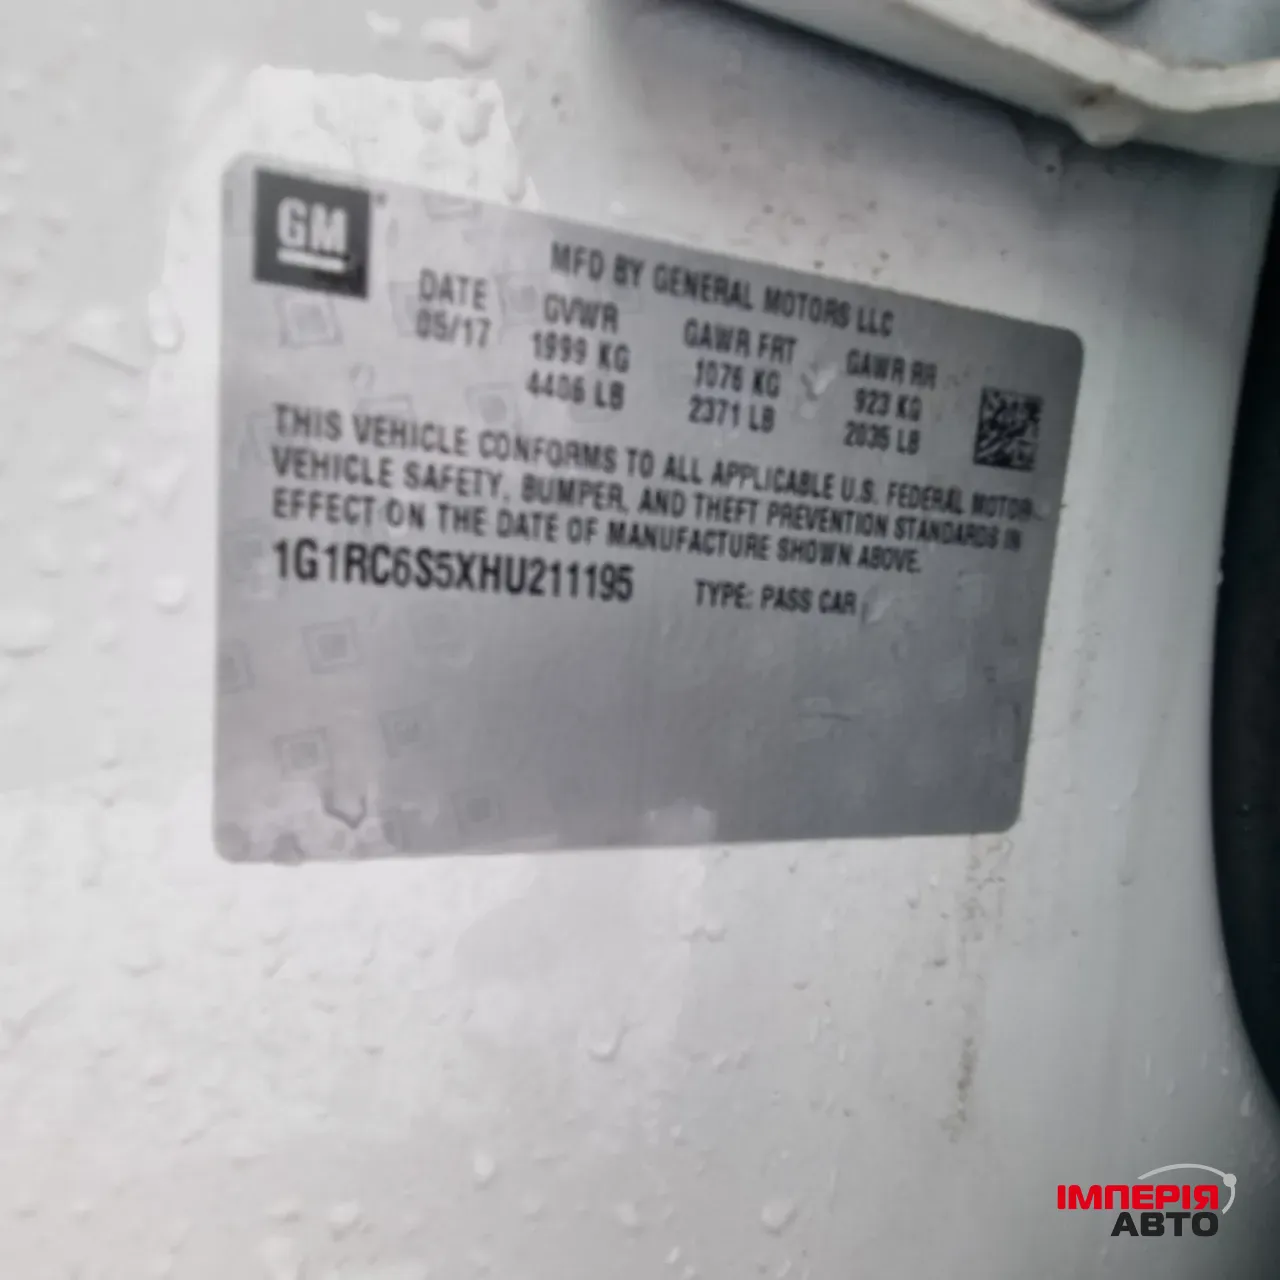 GM
MFD BY GENERAL MOTORS LLC
DATE GVWR GAWR FRT GAWR RR
05/17 1999 KG 1076 KG 923 KG
4406 LB 2371 LB 2035 LB
THIS VEHICLE CONFORMS TO ALL APPLICABLE U.S. FEDERAL MOTOR
VEHICLE SAFETY, BUMPER, AND THEFT PREVENTION STANDARDS IN
EFFECT ON THE DATE OF MANUFACTURE SHOWN ABOVE.
1G1RC6S5XHU211195 TYPE: PASS CAR
ІМПЕРІЯ
АВТО